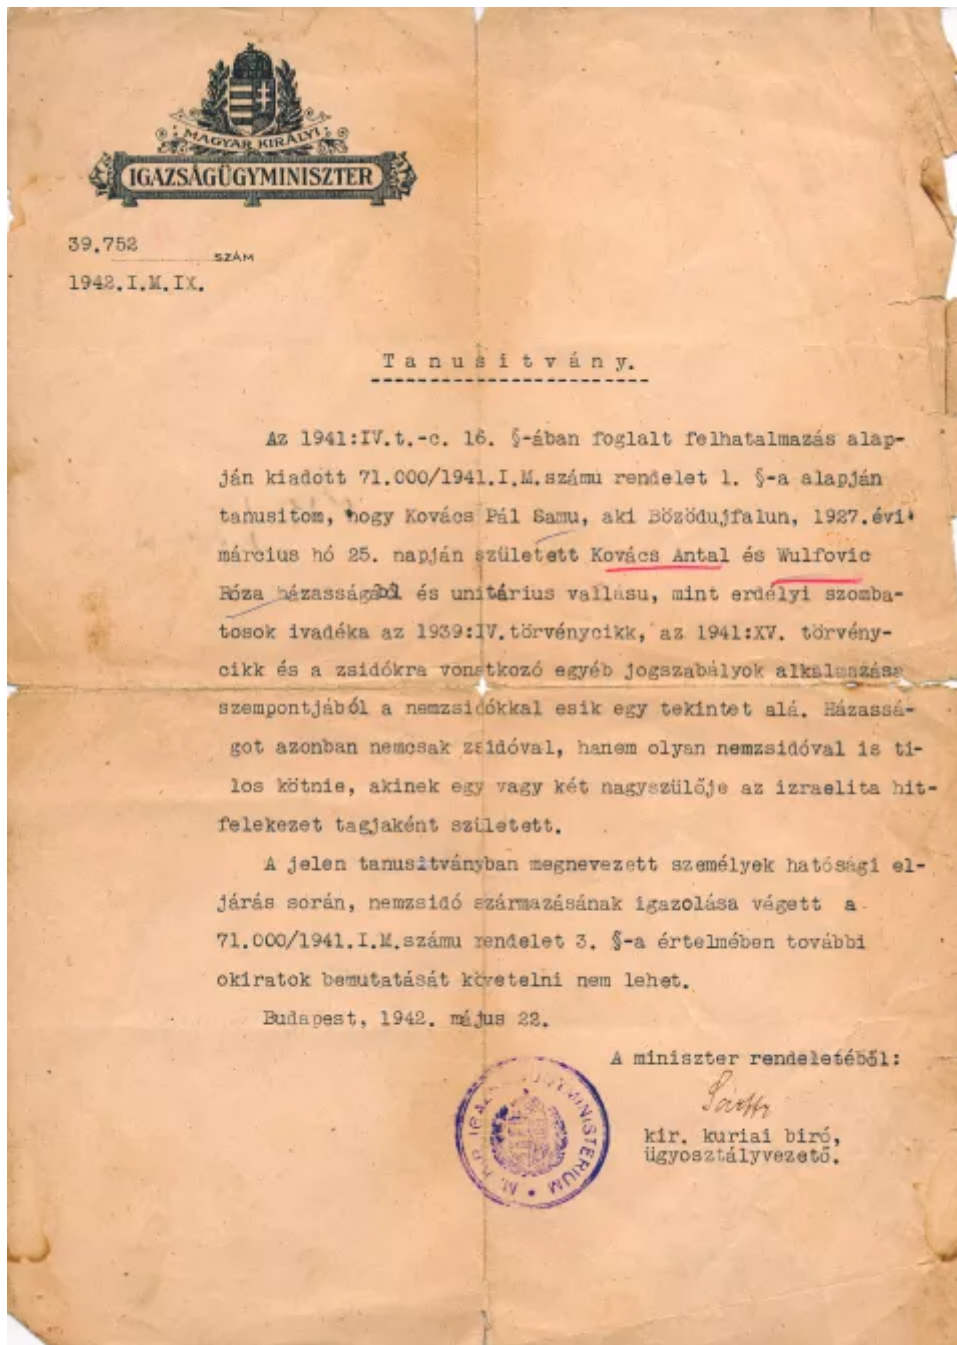 MAGYAR KIRÁLYI
IGAZSÁGÜGYMINISZTER
39.752 SZÁM
1942.I.M.IX.
Tanusitvány.
Az 1941:IV.t.-c. 16. §-ában foglalt felhatalmazás alap-
ján kiadott 71.000/1941.I.M.számu rendelet 1. §-a alapján
tanusitom, hogy Kovács Pál Samu, aki Bözödujfalun, 1927.évi
március hó 25. napján született Kovács Antal és Wulfovic
Róza házasságából és unitárius vallásu, mint erdélyi szomba-
tosok ivadéka az 1939:IV.törvénycikk, az 1941:XV. törvény-
cikk és a zsidókra vonatkozó egyéb jogszabályok alkalmazása
szempontjából a nemzsidókkal esik egy tekintet alá. Házassá-
got azonban nemcsak zsidóval, hanem olyan nemzsidóval is ti-
los kötnie, akinek egy vagy két nagyszülője az izraelita hit-
felekezet tagjaként született.
A jelen tanusitványban megnevezett személyek hatósági el-
járás során, nemzsidó származásának igazolása végett a
71.000/1941.I.M.számu rendelet 3. §-a értelmében további
okiratok bemutatását követelni nem lehet.
Budapest, 1942. május 22.
A miniszter rendeletéből:
kir. kuriai biró,
ügyosztályvezető.